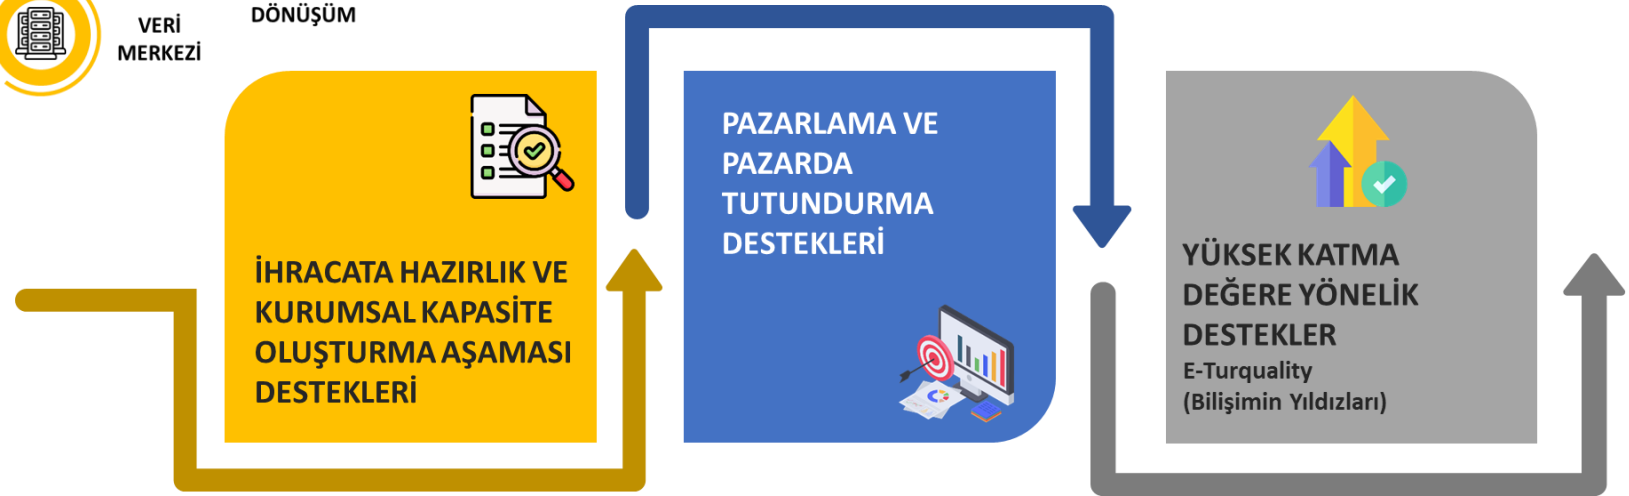 VERİ
MERKEZİ
DÖNÜŞÜM
İHRACATA HAZIRLIK VE
KURUMSAL KAPASİTE
OLUŞTURMA AŞAMASI
DESTEKLERİ
PAZARLAMA VE
PAZARDA
TUTUNDURMA
DESTEKLERİ
YÜKSEK KATMA
DEĞERE YÖNELİK
DESTEKLER
E-Turquality
(Bilişimin Yıldızları)